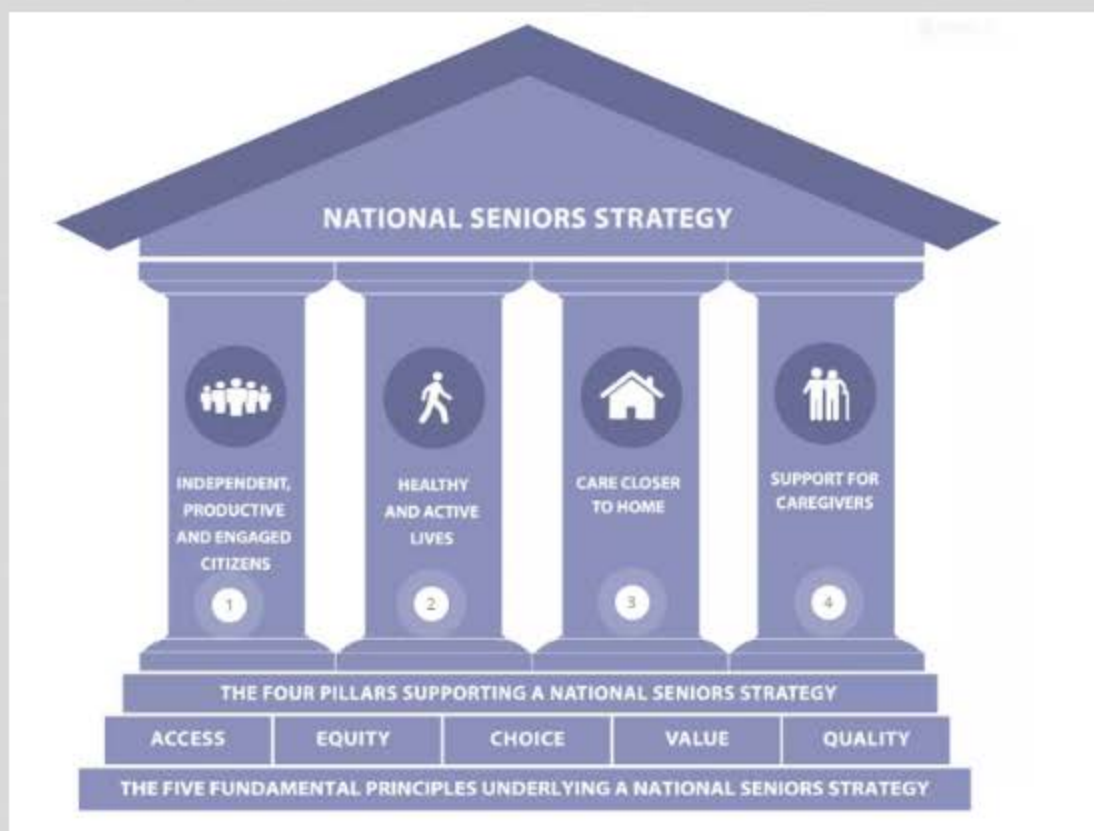 NATIONAL SENIORS STRATEGY
INDEPENDENT,
PRODUCTIVE
AND ENGAGED
CITIZENS
1
HEALTHY
AND ACTIVE
LIVES
2
CARE CLOSER
TO HOME
3
SUPPORT FOR
CAREGIVERS
4
THE FOUR PILLARS SUPPORTING A NATIONAL SENIORS STRATEGY
ACCESS EQUITY CHOICE VALUE QUALITY
THE FIVE FUNDAMENTAL PRINCIPLES UNDERLYING A NATIONAL SENIORS STRATEGY